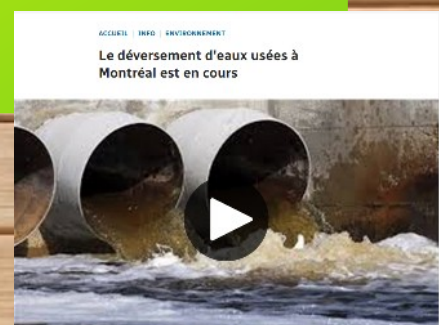 ACCUEIL | INFO | ENVIRONNEMENT
Le déversement d'eaux usées à
Montréal est en cours